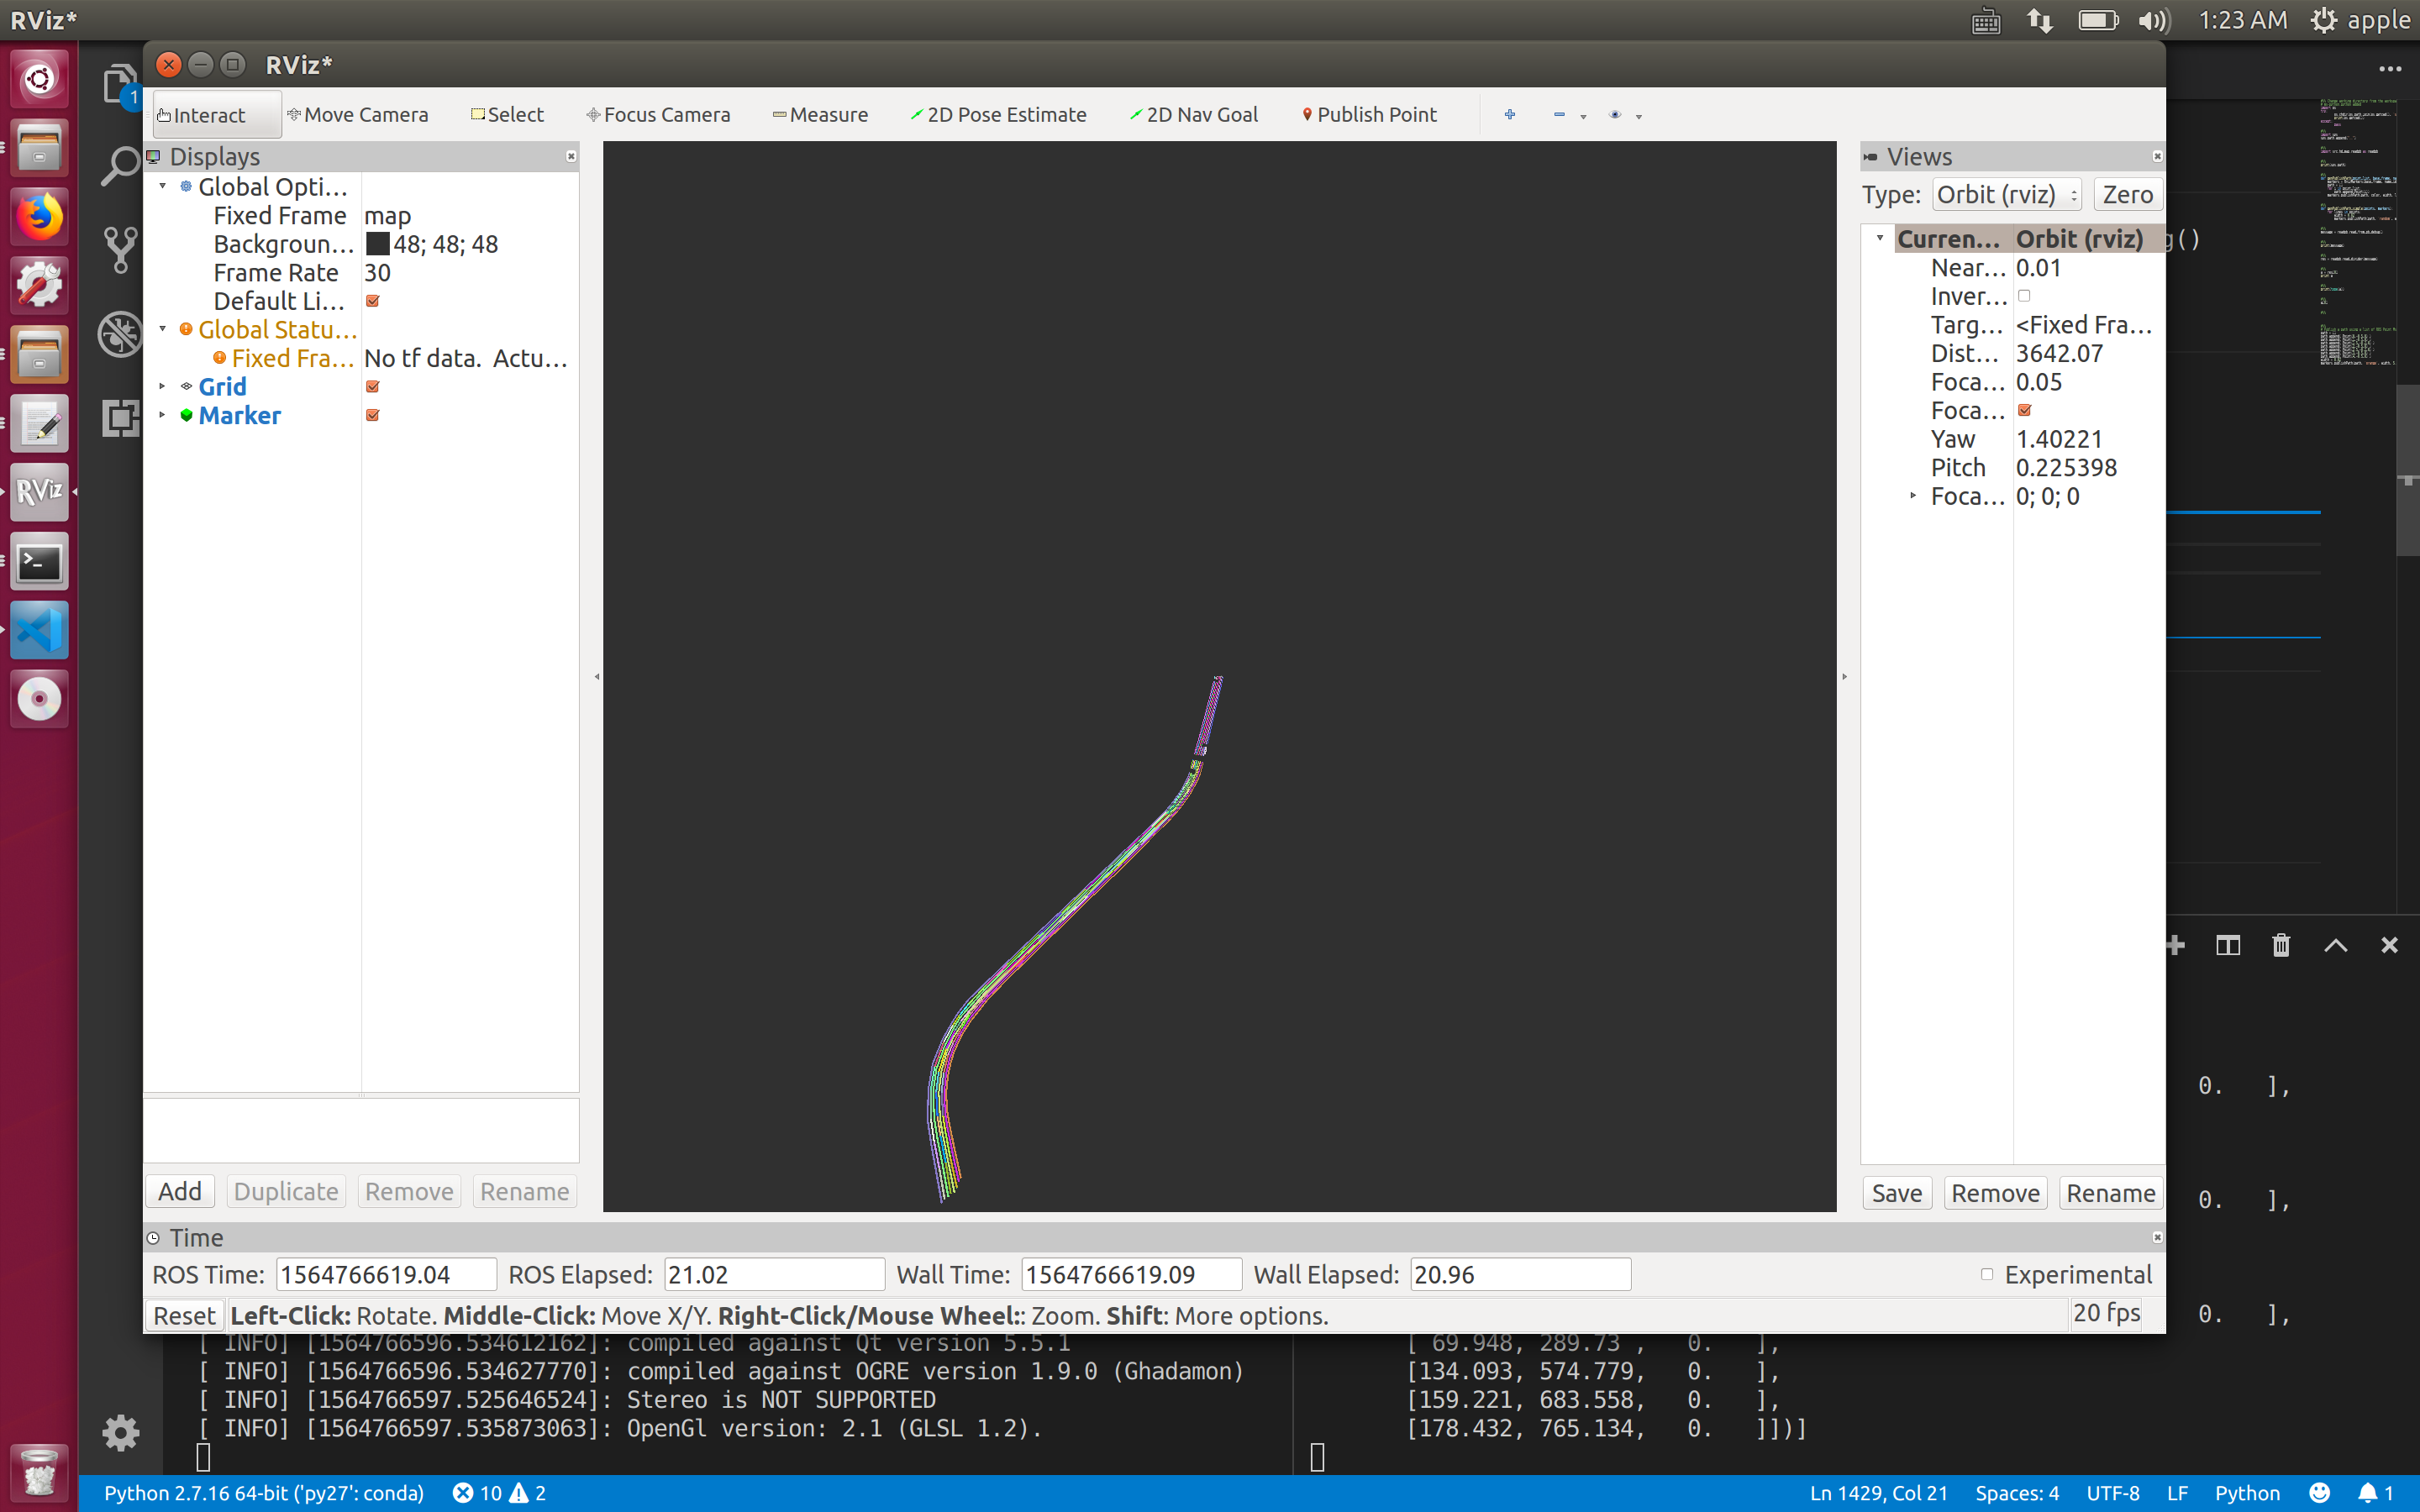 RViz*
1:23 AM apple
RViz*
1
Interact Move Camera Select Focus Camera Measure 2D Pose Estimate 2D Nav Goal Publish Point
Displays
Global Opti...
Fixed Frame map
Backgroun... 48; 48; 48
Frame Rate 30
Default Li...
Global Statu...
Fixed Fra... No tf data. Actu...
Grid
Marker
Add Duplicate Remove Rename
Views
Type: Orbit (rviz) Zero
Curren... Orbit (rviz)
Near... 0.01
Inver...
Targ... <Fixed Fra...
Dist... 3642.07
Foca... 0.05
Foca...
Yaw 1.40221
Pitch 0.225398
Foca... 0; 0; 0
Save Remove Rename
g()
RViz
0. ],
0. ],
0. ],
Time
ROS Time: 1564766619.04 ROS Elapsed: 21.02 Wall Time: 1564766619.09 Wall Elapsed: 20.96 Experimental
Reset Left-Click: Rotate. Middle-Click: Move X/Y. Right-Click/Mouse Wheel:: Zoom. Shift: More options. 20 fps
[ INFO] [1564766596.534612162]: compiled against Qt version 5.5.1
[ INFO] [1564766596.534627770]: compiled against OGRE version 1.9.0 (Ghadamon)
[ INFO] [1564766597.525646524]: Stereo is NOT SUPPORTED
[ INFO] [1564766597.535873063]: OpenGl version: 2.1 (GLSL 1.2).
[ 69.948, 289.73 , 0. ],
[134.093, 574.779, 0. ],
[159.221, 683.558, 0. ],
[178.432, 765.134, 0. ]])]
Python 2.7.16 64-bit ('py27': conda) 10 2 Ln 1429, Col 21 Spaces: 4 UTF-8 LF Python 1